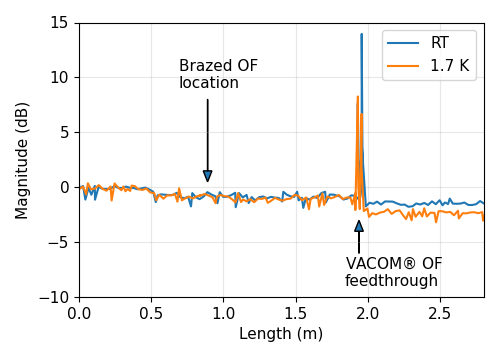 15
10
5
0
−5
−10
Magnitude (dB)
0.0
0.5
1.0
1.5
2.0
2.5
Length (m)
RT
1.7 K
Brazed OF
location
VACOM® OF
feedthrough